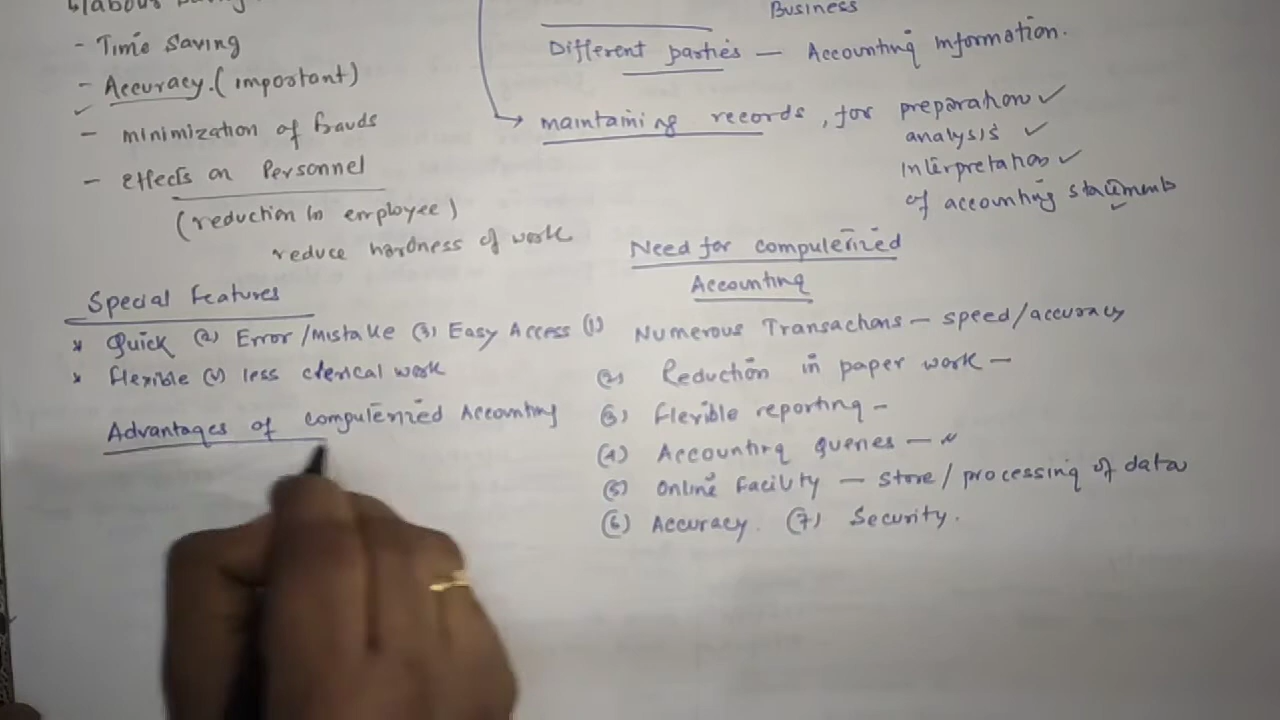 labour saving
- Time saving
- Accuracy. (important)
- minimization of frauds
- Effects on Personnel
(reduction in employee)
reduce hardness of work
Special Features
* Quick (2) Error/Mistake (3) Easy Access
* Flexible (4) less clerical work
Advantages of computerized Accounting
Business
Different parties — Accounting information.
→ maintaining records, for preparation ✓
analysis ✓
Interpretation ✓
of accounting statements
Need for computerized
Accounting
(1) Numerous Transactions — speed/accuracy
(2) Reduction in paper work —
(3) Flexible reporting -
(4) Accounting queries — "
(5) Online facility — store / processing of data
(6) Accuracy. (7) Security.